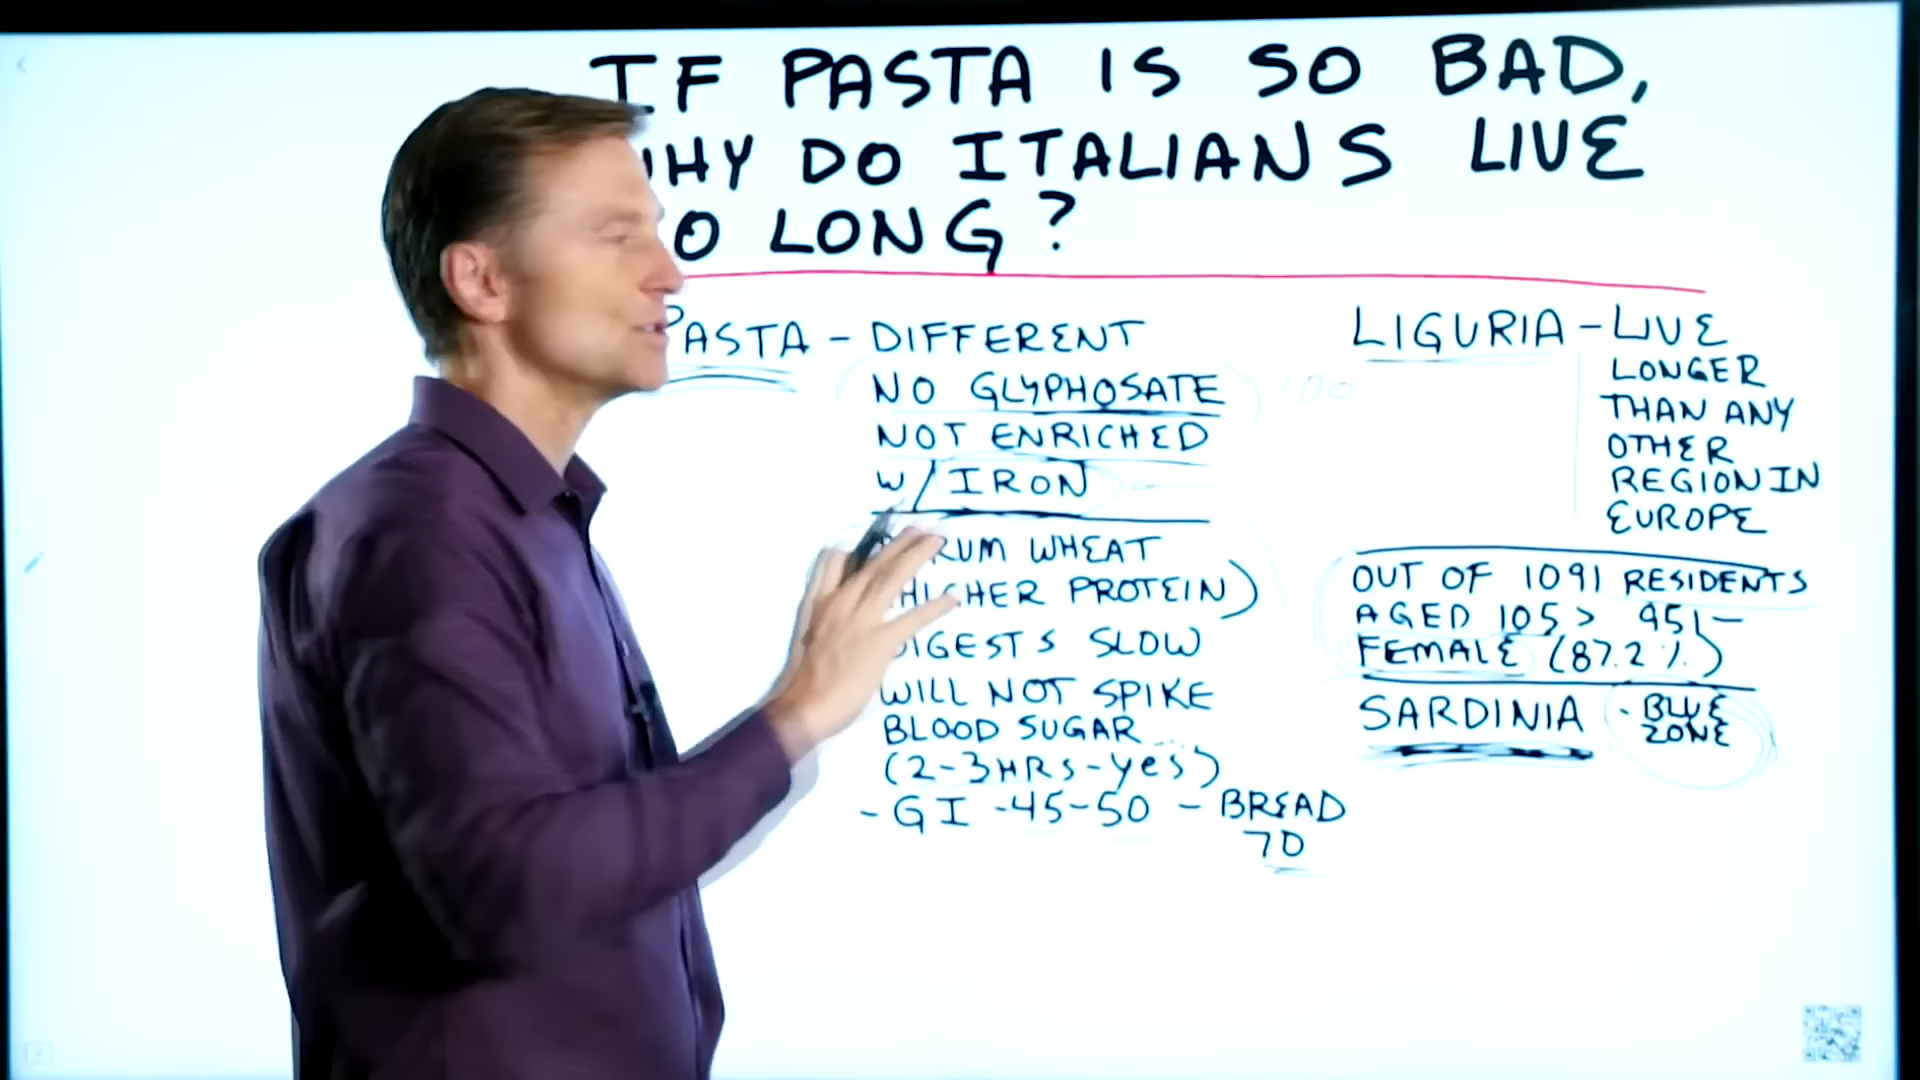 IF PASTA IS SO BAD,
WHY DO ITALIANS LIVE
SO LONG?
PASTA - DIFFERENT
NO GLYPHOSATE
NOT ENRICHED
W/ IRON
DURUM WHEAT
(HIGHER PROTEIN)
DIGESTS SLOW
WILL NOT SPIKE
BLOOD SUGAR...
(2-3HRS-yes)
- GI -45-50 - BREAD
70
LIGURIA - LIVE
LONGER
THAN ANY
OTHER
REGION IN
EUROPE
OUT OF 1091 RESIDENTS
AGED 105> 951-
FEMALE (87.2%)
SARDINIA - BLUE
ZONE